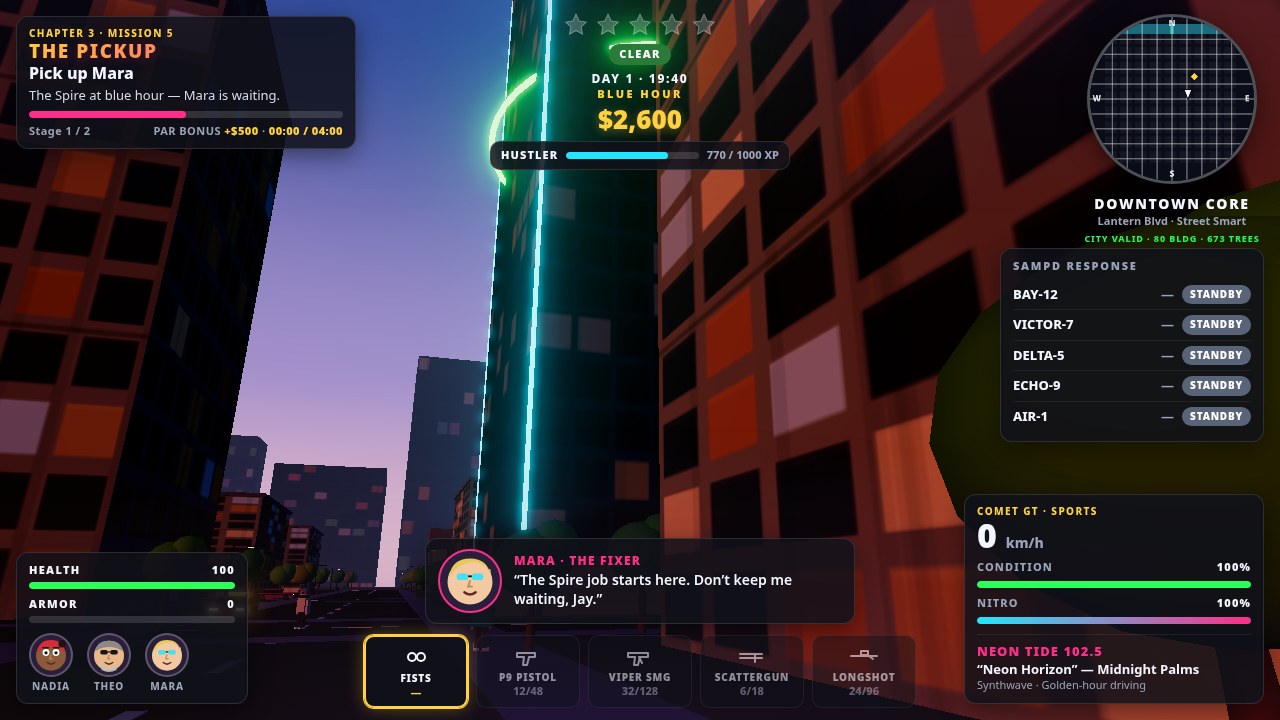 CHAPTER 3 · MISSION 5
THE PICKUP
Pick up Mara
The Spire at blue hour — Mara is waiting.
Stage 1 / 2
PAR BONUS +$500 · 00:00 / 04:00
CLEAR
DAY 1 · 19:40
BLUE HOUR
$2,600
HUSTLER
770 / 1000 XP
N
W
E
S
DOWNTOWN CORE
Lantern Blvd · Street Smart
CITY VALID · 80 BLDG · 673 TREES
SAMPD RESPONSE
BAY-12 — STANDBY
VICTOR-7 — STANDBY
DELTA-5 — STANDBY
ECHO-9 — STANDBY
AIR-1 — STANDBY
COMET GT · SPORTS
0 km/h
CONDITION 100%
NITRO 100%
NEON TIDE 102.5
“Neon Horizon” — Midnight Palms
Synthwave · Golden-hour driving
HEALTH 100
ARMOR 0
NADIA
THEO
MARA
MARA · THE FIXER
“The Spire job starts here. Don’t keep me
waiting, Jay.”
FISTS
—
P9 PISTOL
12/48
VIPER SMG
32/128
SCATTERGUN
6/18
LONGSHOT
24/96